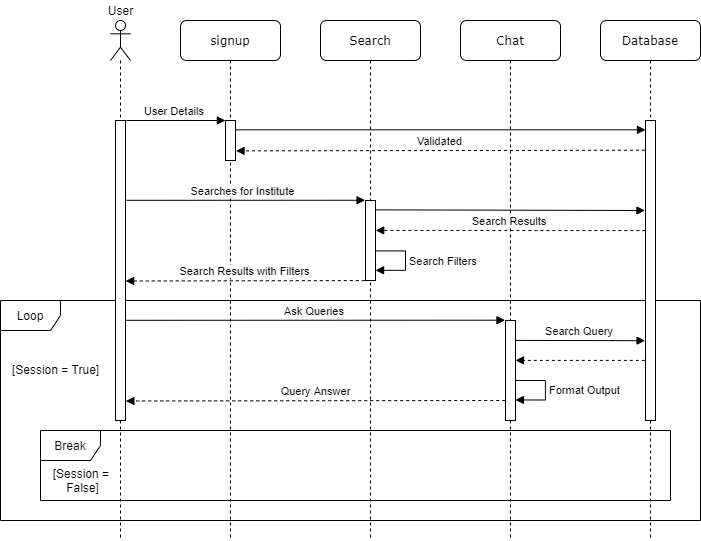 User
signup
Search
Chat
Database
User Details
Validated
Searches for Institute
Search Results
Search Filters
Search Results with Filters
Loop
Ask Queries
Search Query
[Session = True]
Query Answer
Format Output
Break
[Session =
False]